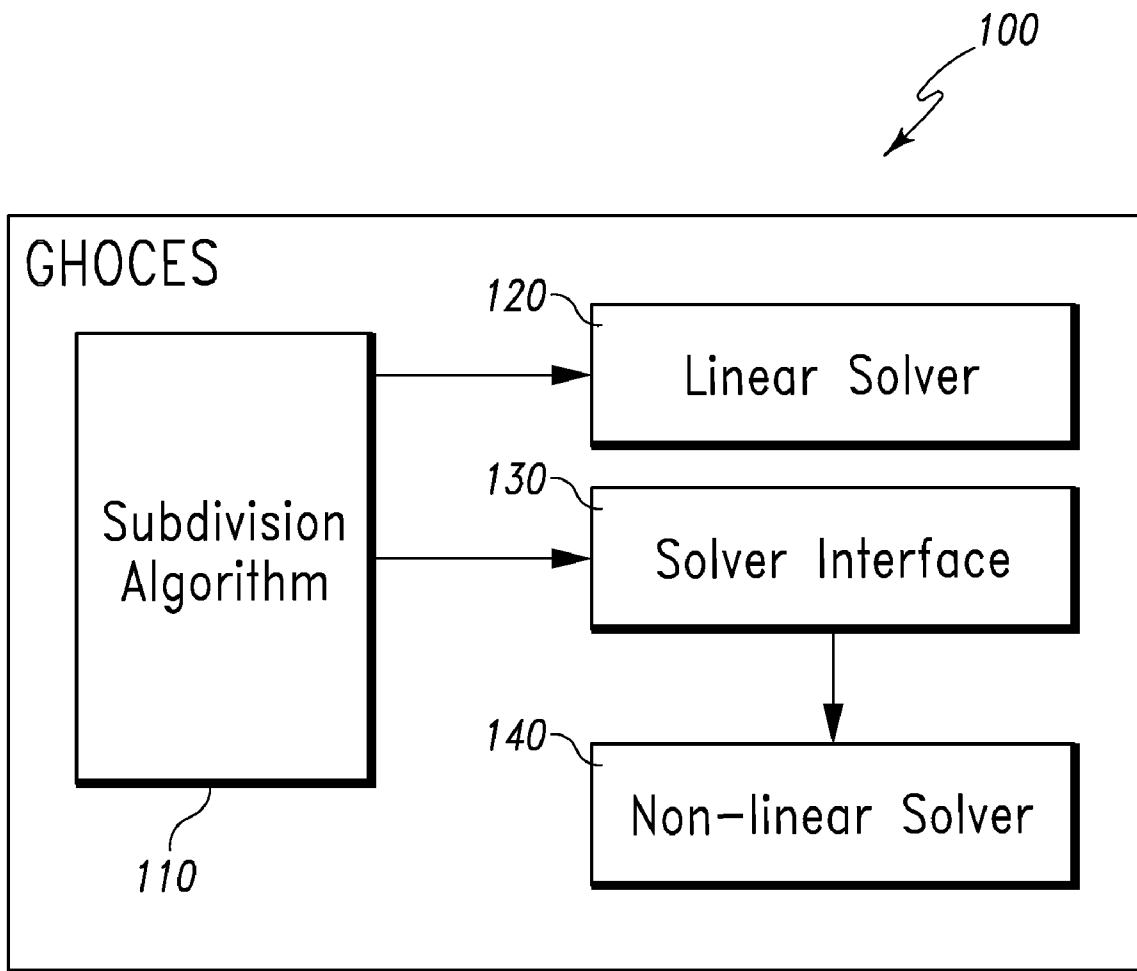 100
GHOCES
120
Linear Solver
130
Subdivision
Algorithm
Solver Interface
140
Non-linear Solver
110